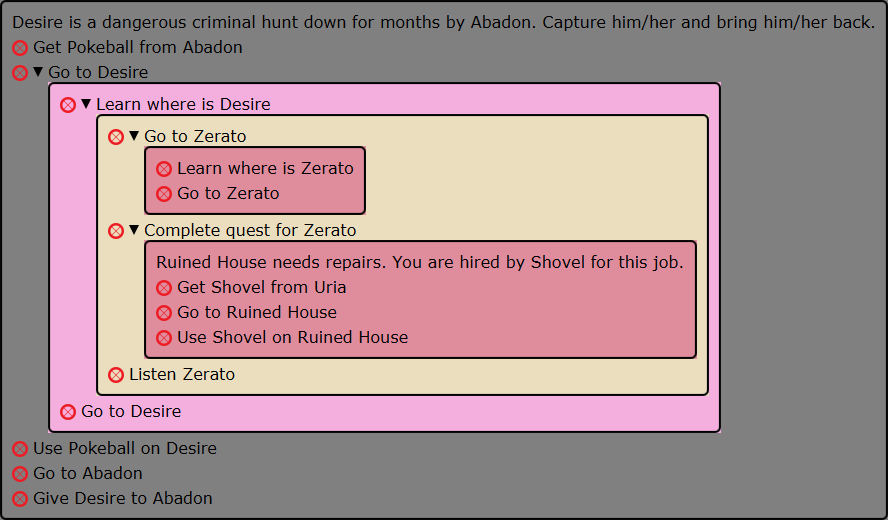 Desire is a dangerous criminal hunt down for months by Abadon. Capture him/her and bring him/her back.
Get Pokeball from Abadon
Go to Desire
Learn where is Desire
Go to Zerato
Learn where is Zerato
Go to Zerato
Complete quest for Zerato
Ruined House needs repairs. You are hired by Shovel for this job.
Get Shovel from Uria
Go to Ruined House
Use Shovel on Ruined House
Listen Zerato
Go to Desire
Use Pokeball on Desire
Go to Abadon
Give Desire to Abadon